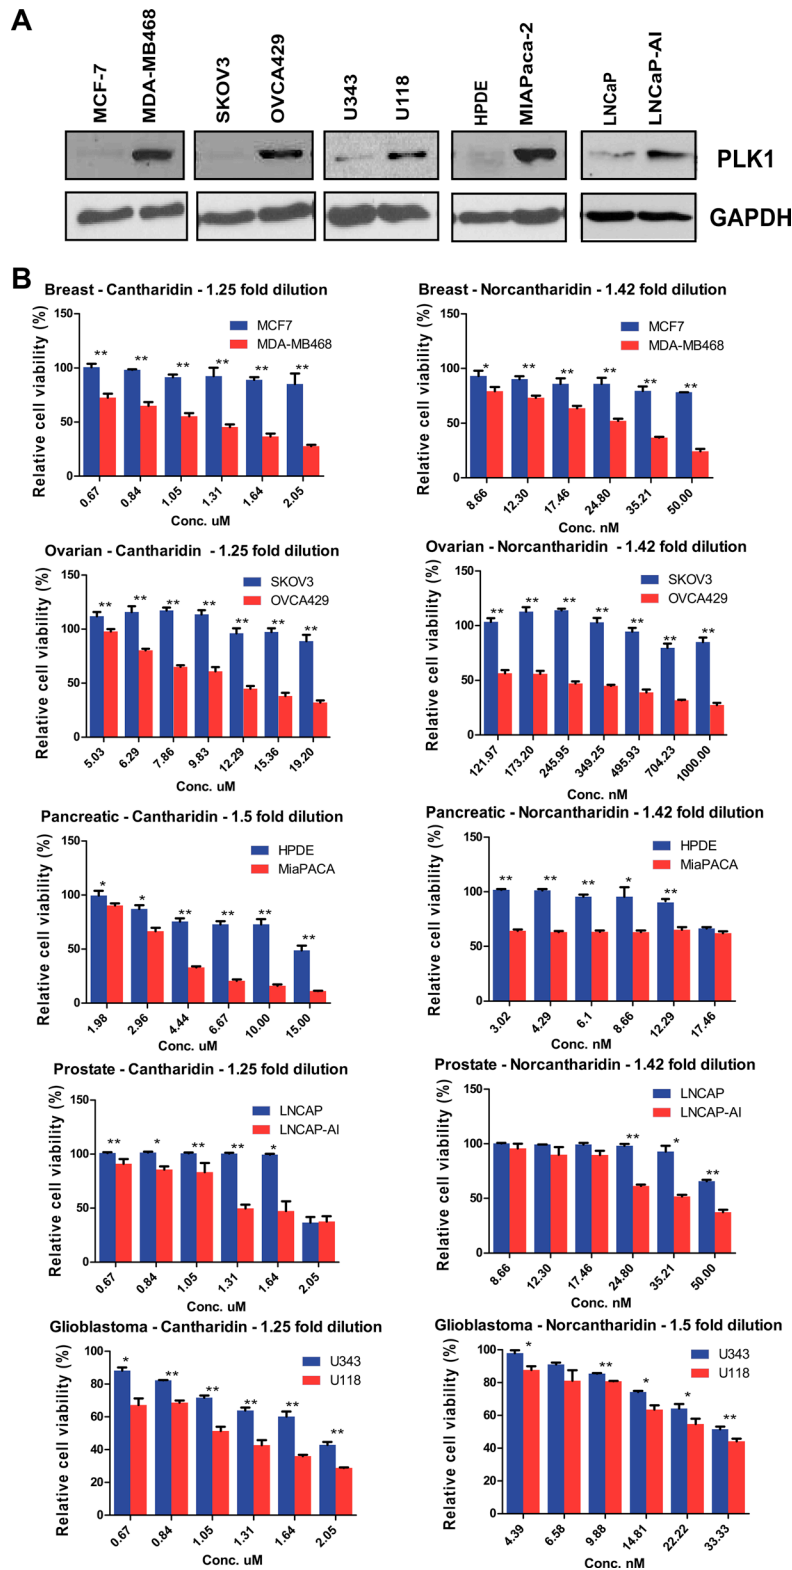 A
MCF-7
MDA-MB468
SKOV3
OVCA429
U343
U118
HPDE
MIAPaca-2
LNCaP
LNCaP-AI
PLK1
GAPDH
B
Breast - Cantharidin - 1.25 fold dilution
Relative cell viability (%)
150
100
50
0
MCF7
MDA-MB468
** ** ** ** ** **
0.67 0.84 1.05 1.31 1.64 2.05
Conc. uM
Breast - Norcantharidin - 1.42 fold dilution
Relative cell viability (%)
150
100
50
0
MCF7
MDA-MB468
* ** ** ** ** **
8.66 12.30 17.46 24.80 35.21 50.00
Conc. nM
Ovarian - Cantharidin - 1.25 fold dilution
Relative cell viability (%)
150
100
50
0
SKOV3
OVCA429
** ** ** ** ** ** **
5.03 6.29 7.86 9.83 12.29 15.36 19.20
Conc. uM
Ovarian - Norcantharidin - 1.42 fold dilution
Relative cell viability (%)
150
100
50
0
SKOV3
OVCA429
** ** ** ** ** ** **
121.97 173.20 245.95 349.25 495.93 704.23 1000.00
Conc. nM
Pancreatic - Cantharidin - 1.5 fold dilution
Relative cell viability (%)
150
100
50
0
HPDE
MiaPACA
* * ** ** ** **
1.98 2.96 4.44 6.67 10.00 15.00
Conc. uM
Pancreatic - Norcantharidin - 1.42 fold dilution
Relative cell viability (%)
150
100
50
0
HPDE
MiaPACA
** ** ** * **
3.02 4.29 6.1 8.66 12.29 17.46
Conc. nM
Prostate - Cantharidin - 1.25 fold dilution
Relative cell viability (%)
150
100
50
0
LNCAP
LNCAP-AI
** * ** ** *
0.67 0.84 1.05 1.31 1.64 2.05
Conc. uM
Prostate - Norcantharidin - 1.42 fold dilution
Relative cell viability (%)
150
100
50
0
LNCAP
LNCAP-AI
** * **
8.66 12.30 17.46 24.80 35.21 50.00
Conc. nM
Glioblastoma - Cantharidin - 1.25 fold dilution
Relative cell viability (%)
100
80
60
40
20
0
U343
U118
* ** ** ** ** **
0.67 0.84 1.05 1.31 1.64 2.05
Conc. uM
Glioblastoma - Norcantharidin - 1.5 fold dilution
Relative cell viability (%)
100
80
60
40
20
0
U343
U118
* ** * * **
4.39 6.58 9.88 14.81 22.22 33.33
Conc. nM